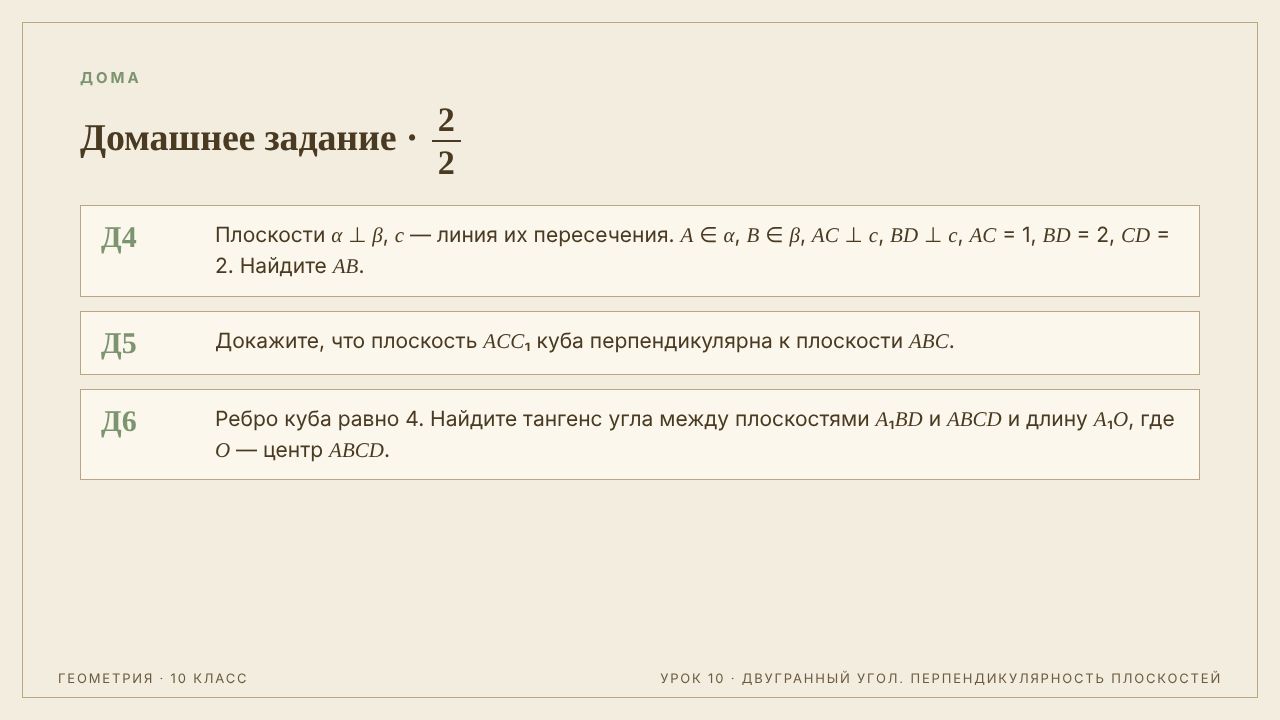 ДОМА
Домашнее задание · 2/2
Д4
Плоскости α ⊥ β, c — линия их пересечения. A ∈ α, B ∈ β, AC ⊥ c, BD ⊥ c, AC = 1, BD = 2, CD =
2. Найдите AB.
Д5
Докажите, что плоскость ACC₁ куба перпендикулярна к плоскости ABC.
Д6
Ребро куба равно 4. Найдите тангенс угла между плоскостями A₁BD и ABCD и длину A₁O, где
O — центр ABCD.
ГЕОМЕТРИЯ · 10 КЛАСС
УРОК 10 · ДВУГРАННЫЙ УГОЛ. ПЕРПЕНДИКУЛЯРНОСТЬ ПЛОСКОСТЕЙ